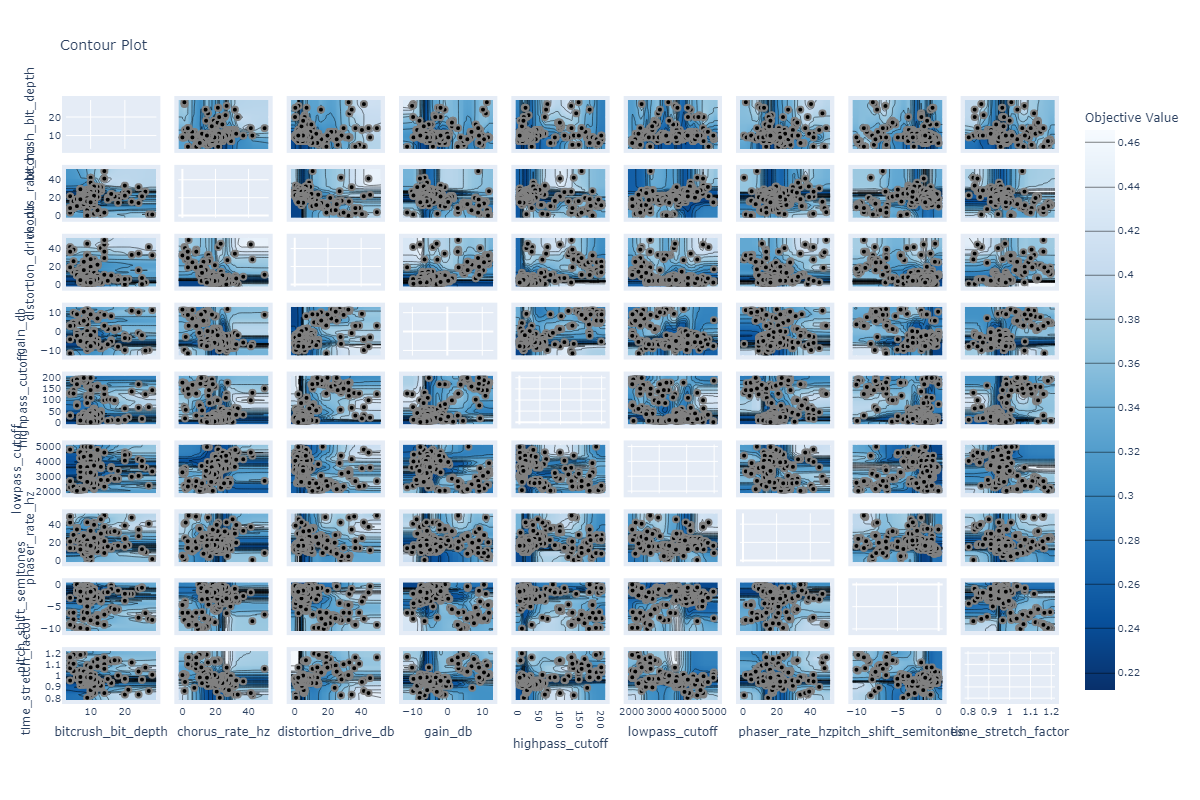 Contour Plot
Objective Value
bitcrush_bit_depth
20
10
chorus_rate_hz
40
20
0
distortion_drive_db
40
20
0
gain_db
10
0
−10
highpass_cutoff
200
150
100
50
0
lowpass_cutoff
5000
4000
3000
2000
phaser_rate_hz
40
20
0
pitch_shift_semitones
0
−5
−10
time_stretch_factor
1.2
1.1
1
0.9
0.8
10 20
0 20 40
0 20 40
−10 0 10
0 50 100 150 200
2000 3000 4000 5000
0 20 40
−10 −5 0
0.8 0.9 1 1.1 1.2
bitcrush_bit_depth
chorus_rate_hz
distortion_drive_db
gain_db
highpass_cutoff
lowpass_cutoff
phaser_rate_hz
pitch_shift_semitones
time_stretch_factor
0.46
0.44
0.42
0.4
0.38
0.36
0.34
0.32
0.3
0.28
0.26
0.24
0.22